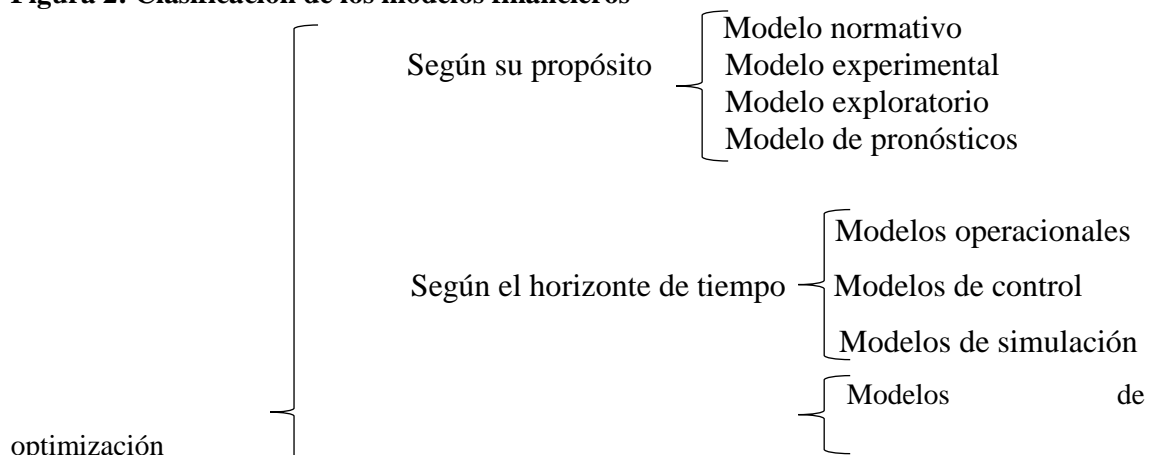 Figura 2: Clasificación de los modelos financieros
Modelo normativo
Según su propósito Modelo experimental
Modelo exploratorio
Modelo de pronósticos
Modelos operacionales
Según el horizonte de tiempo Modelos de control
Modelos de simulación
Modelos de
optimización